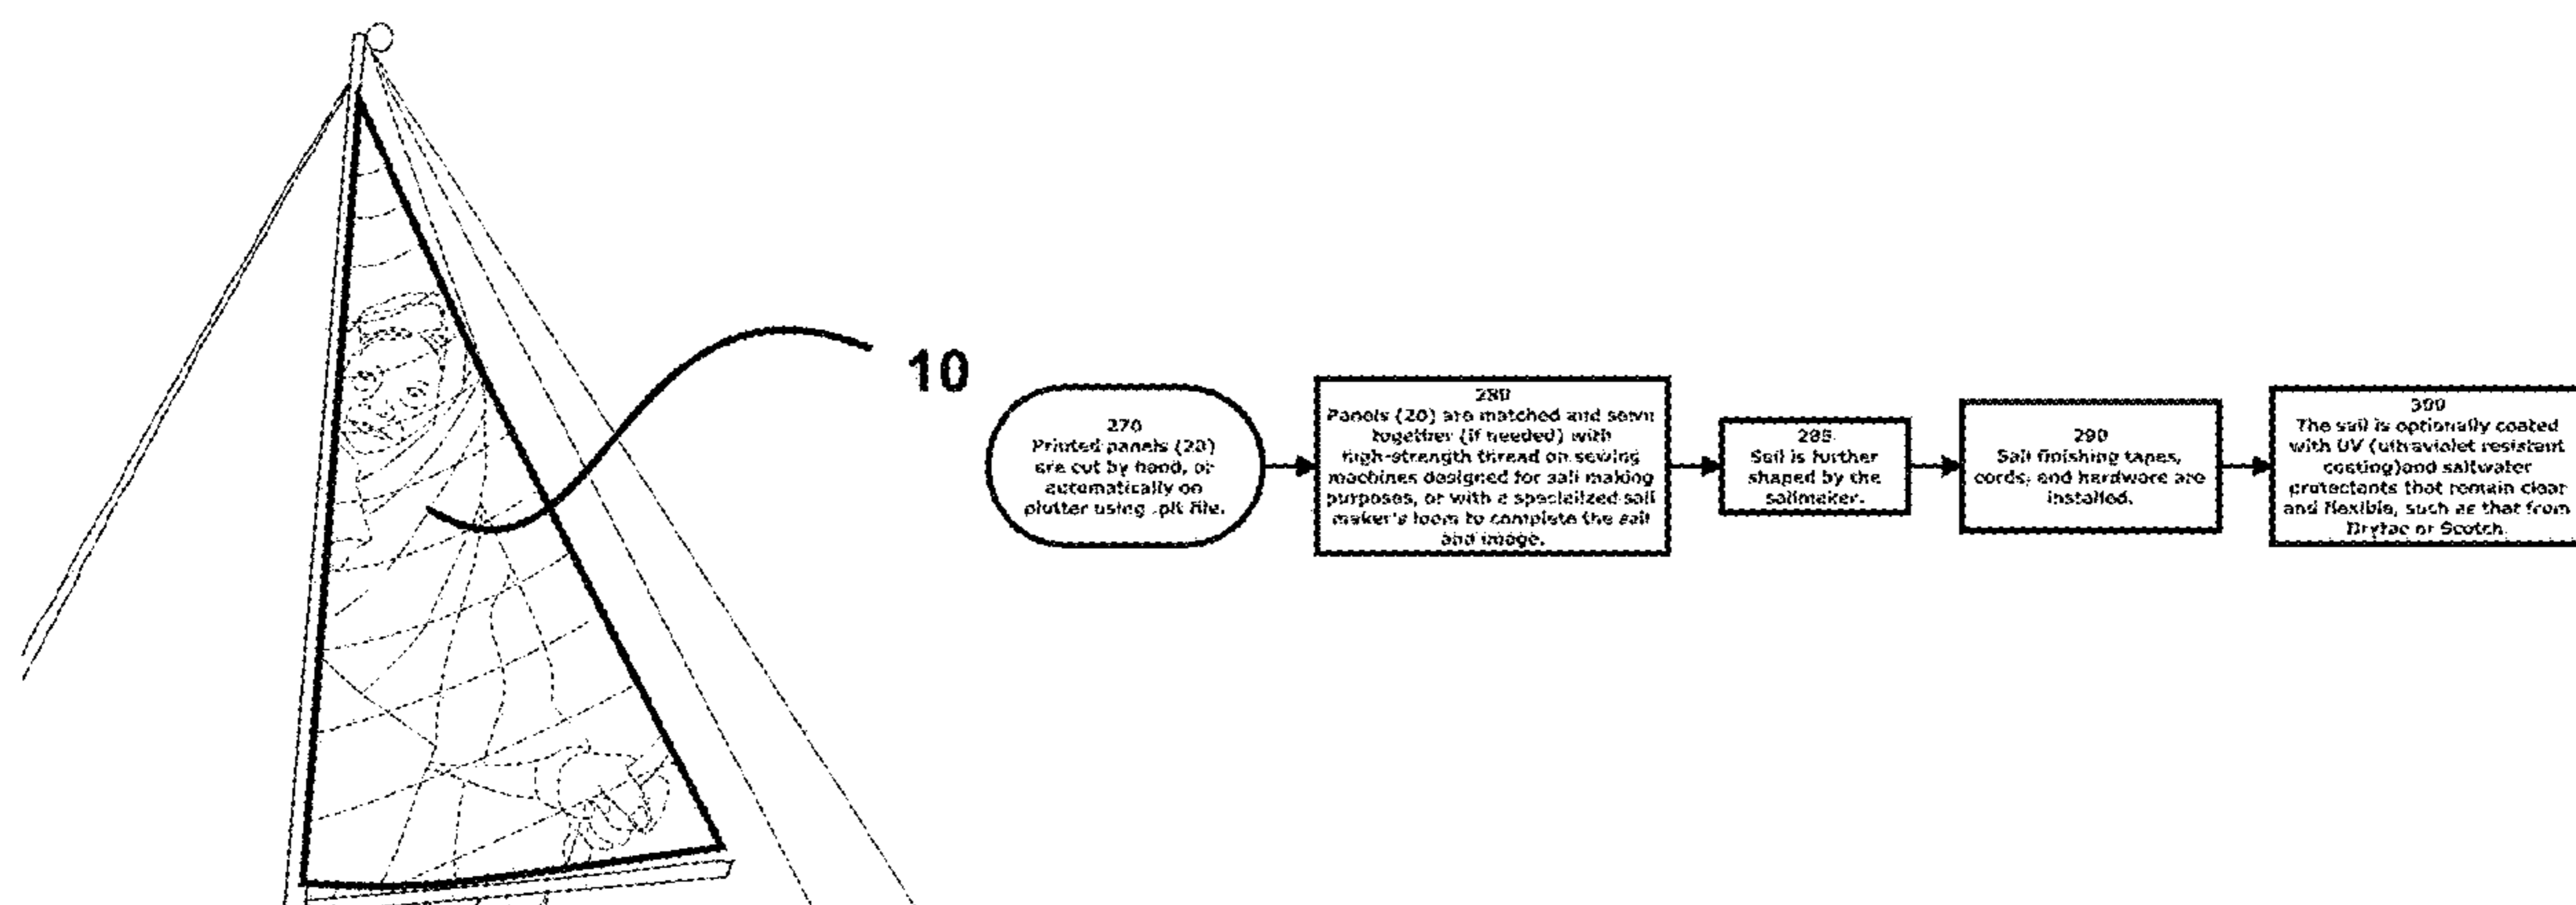 10
270
Printed panels (20)
are cut by hand, or
automatically on
plotter using .plt file.
280
Panels (20) are matched and sewn
together (if needed) with
high-strength thread on sewing
machines designed for sail making
purposes, or with a specialized sail
maker's loom to complete the sail
and image.
285
Sail is further
shaped by the
sailmaker.
290
Sail finishing tapes,
cords, and hardware are
installed.
300
The sail is optionally coated
with UV (ultraviolet resistant
coating)and saltwater
protectants that remain clear
and flexible, such as that from
Drytac or Scotch.